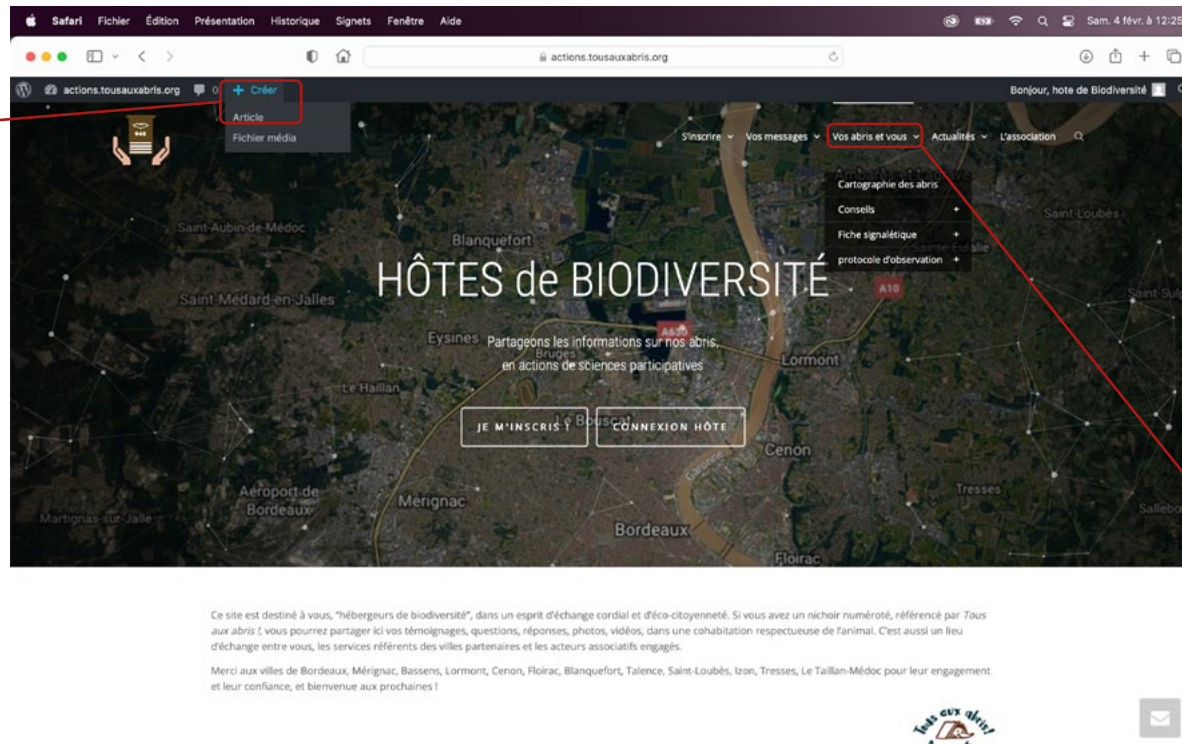 Safari Fichier Édition Présentation Historique Signets Fenêtre Aide Sam. 4 févr. à 12:25
actions.tousauxabris.org
actions.tousauxabris.org 0 + Créer Bonjour, hote de Biodiversité
Article
Fichier média
S'inscrire Vos messages Vos abris et vous Actualités L'association
Cartographie des abris
Conseils +
Fiche signalétique +
protocole d'observation +
Saint-Loubès
Saint-Aubin-de-Médoc
Blanquefort
Sainte-Eulalie
HÔTES de BIODIVERSITÉ
A10
Saint-Médard-en-Jalles
Eysines
A630
Partageons les informations sur nos abris,
Bruges
en actions de sciences participatives
Lormont
Le Haillan
Le Bouscat
JE M'INSCRIS ! CONNEXION HÔTE
Cenon
Garonne
Aéroport de
Bordeaux
Mérignac
Tresses
Martignas-sur-Jalle
Bordeaux
Floirac
Ce site est destiné à vous, "hébergeurs de biodiversité", dans un esprit d'échange cordial et d'éco-citoyenneté. Si vous avez un nichoir numéroté, référencé par Tous
aux abris !, vous pourrez partager ici vos témoignages, questions, réponses, photos, vidéos, dans une cohabitation respectueuse de l'animal. C'est aussi un lieu
d'échange entre vous, les services référents des villes partenaires et les acteurs associatifs engagés.
Merci aux villes de Bordeaux, Mérignac, Bassens, Lormont, Cenon, Floirac, Blanquefort, Talence, Saint-Loubès, Izon, Tresses, Le Taillan-Médoc pour leur engagement
et leur confiance, et bienvenue aux prochaines !
Tous aux abris!